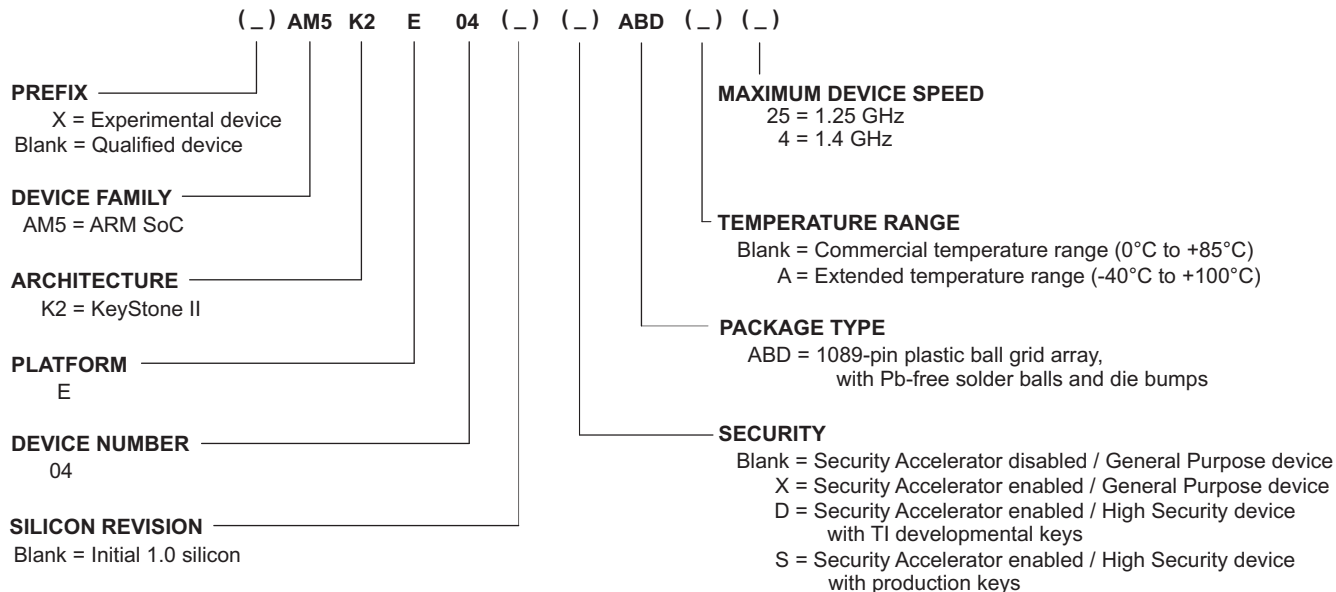 ( _ ) AM5 K2 E 04 ( _ ) ( _ ) ABD ( _ ) ( _ )
PREFIX
X = Experimental device
Blank = Qualified device
DEVICE FAMILY
AM5 = ARM SoC
ARCHITECTURE
K2 = KeyStone II
PLATFORM
E
DEVICE NUMBER
04
SILICON REVISION
Blank = Initial 1.0 silicon
MAXIMUM DEVICE SPEED
25 = 1.25 GHz
4 = 1.4 GHz
TEMPERATURE RANGE
Blank = Commercial temperature range (0°C to +85°C)
A = Extended temperature range (-40°C to +100°C)
PACKAGE TYPE
ABD = 1089-pin plastic ball grid array,
with Pb-free solder balls and die bumps
SECURITY
Blank = Security Accelerator disabled / General Purpose device
X = Security Accelerator enabled / General Purpose device
D = Security Accelerator enabled / High Security device
with TI developmental keys
S = Security Accelerator enabled / High Security device
with production keys